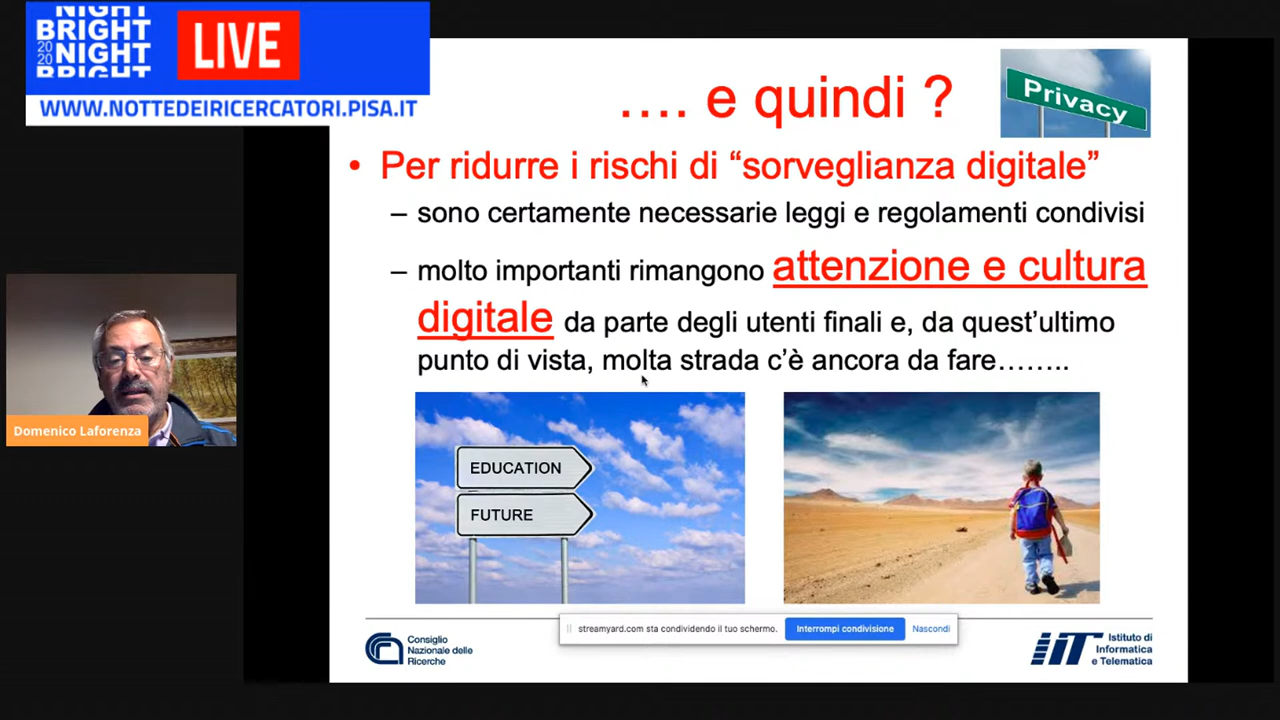 NIGHT
BRIGHT
20
20 NIGHT
BRIGHT
LIVE
WWW.NOTTEDEIRICERCATORI.PISA.IT
.... e quindi ?
Privacy
• Per ridurre i rischi di “sorveglianza digitale”
– sono certamente necessarie leggi e regolamenti condivisi
– molto importanti rimangono attenzione e cultura
digitale da parte degli utenti finali e, da quest’ultimo
punto di vista, molta strada c’è ancora da fare……..
Domenico Laforenza
EDUCATION
FUTURE
streamyard.com sta condividendo il tuo schermo.
Interrompi condivisione
Nascondi
Consiglio
Nazionale delle
Ricerche
IIT
Istituto di
Informatica
e Telematica